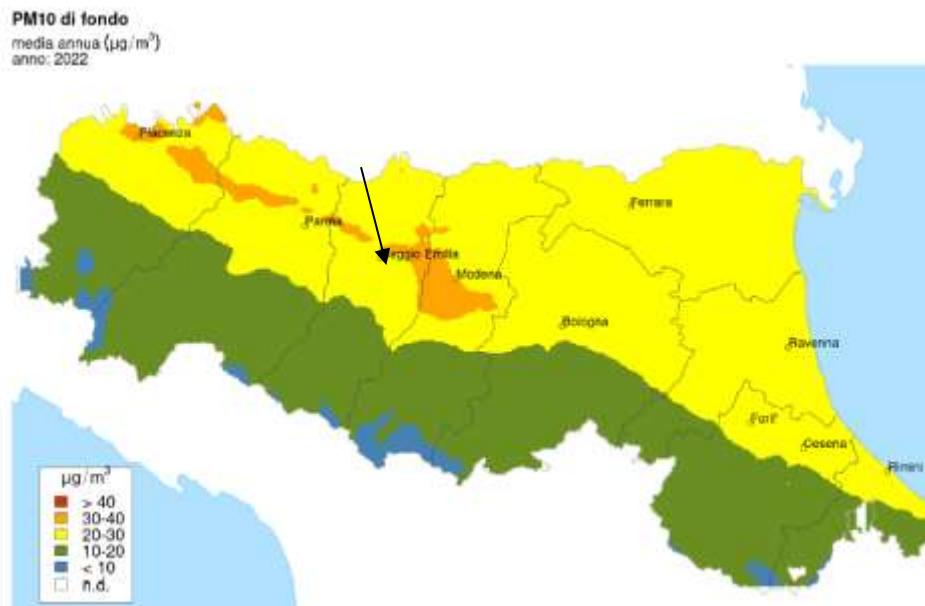 PM10 di fondo
media annua (µg/m³)
anno: 2022
Piacenza
Parma
Ferrara
Reggio Emilia
Modena
Bologna
Ravenna
Forlì
Cesena
Rimini
µg/m³
> 40
30-40
20-30
10-20
< 10
n.d.